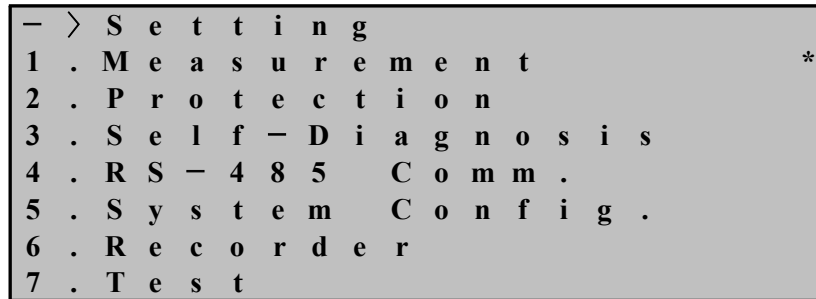 -> Setting
1.Measurement *
2.Protection
3.Self-Diagnosis
4.RS-485 Comm.
5.System Config.
6.Recorder
7.Test